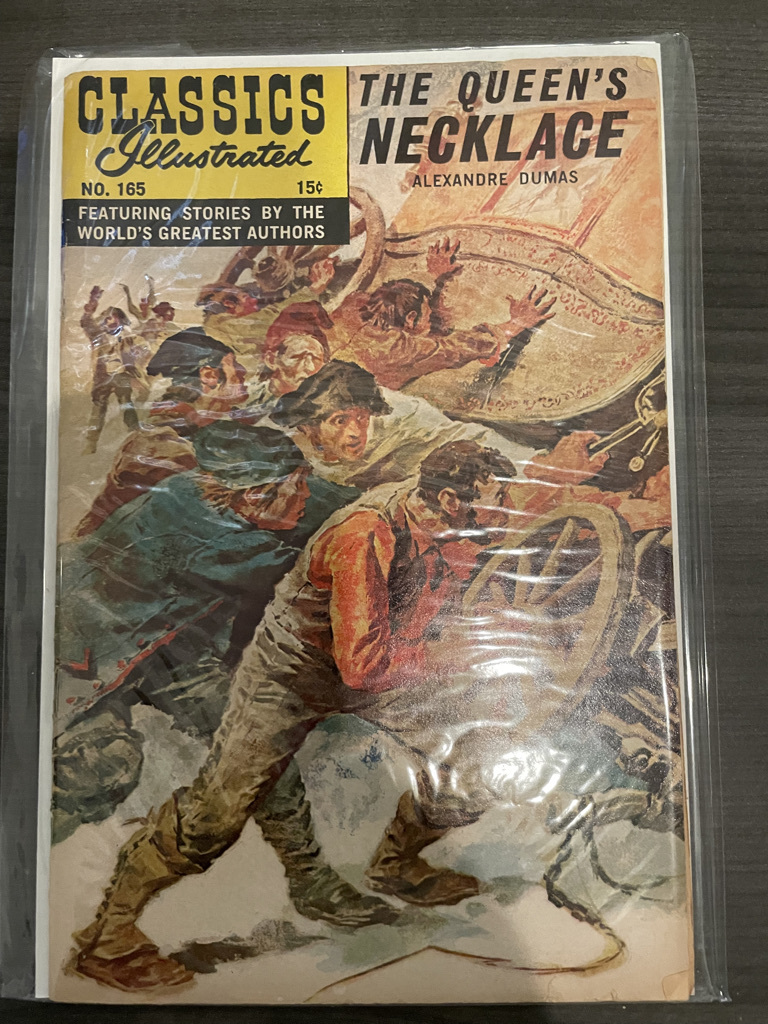 CLASSICS
Illustrated
NO. 165 15¢
FEATURING STORIES BY THE
WORLD'S GREATEST AUTHORS
THE QUEEN'S
NECKLACE
ALEXANDRE DUMAS